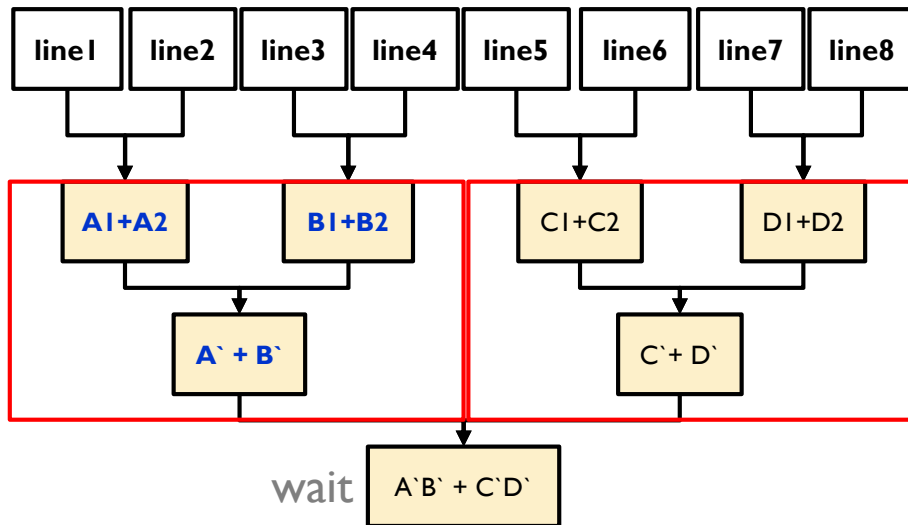 line1 line2 line3 line4 line5 line6 line7 line8
A1+A2 B1+B2 C1+C2 D1+D2
A` + B` C`+ D`
wait A`B` + C`D`